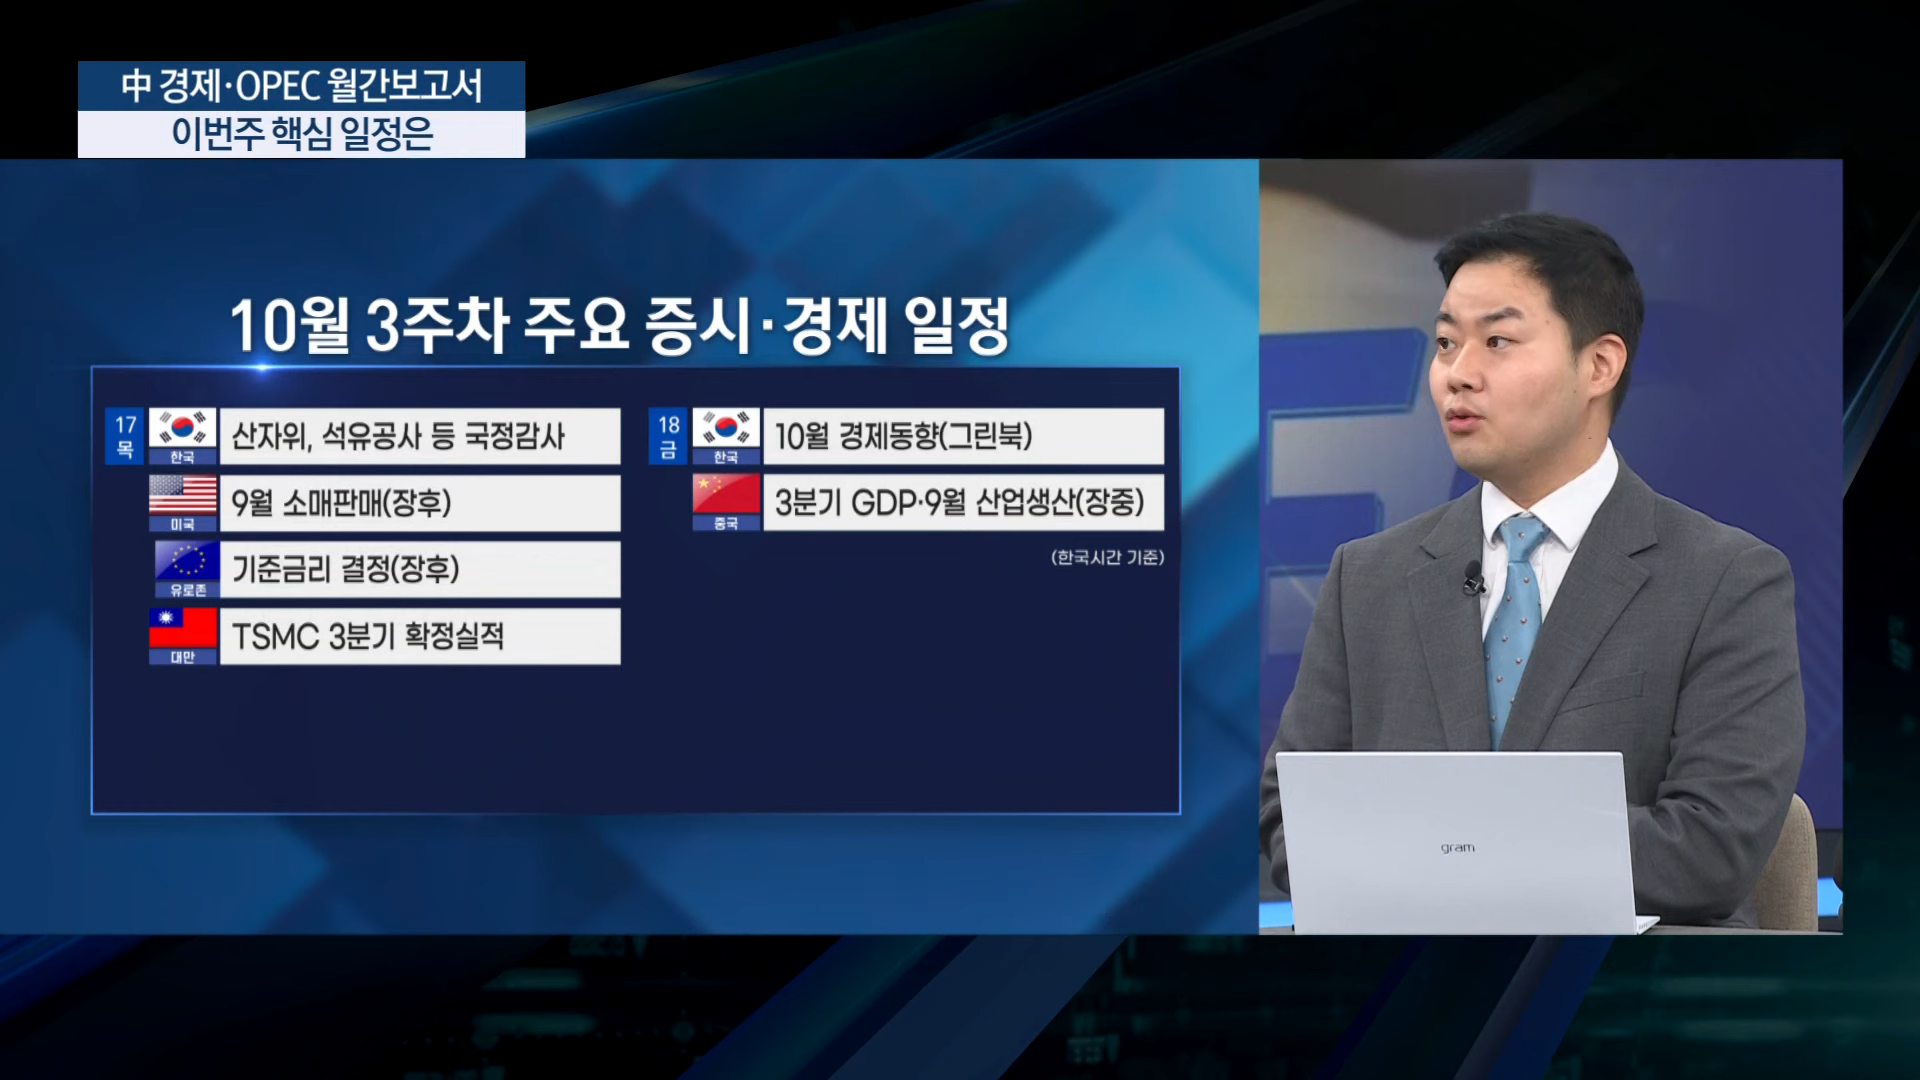 中 경제·OPEC 월간보고서
이번주 핵심 일정은
10월 3주차 주요 증시·경제 일정
17
목
한국
산자위, 석유공사 등 국정감사
미국
9월 소매판매(장후)
유로존
기준금리 결정(장후)
대만
TSMC 3분기 확정실적
18
금
한국
10월 경제동향(그린북)
중국
3분기 GDP·9월 산업생산(장중)
(한국시간 기준)
gram